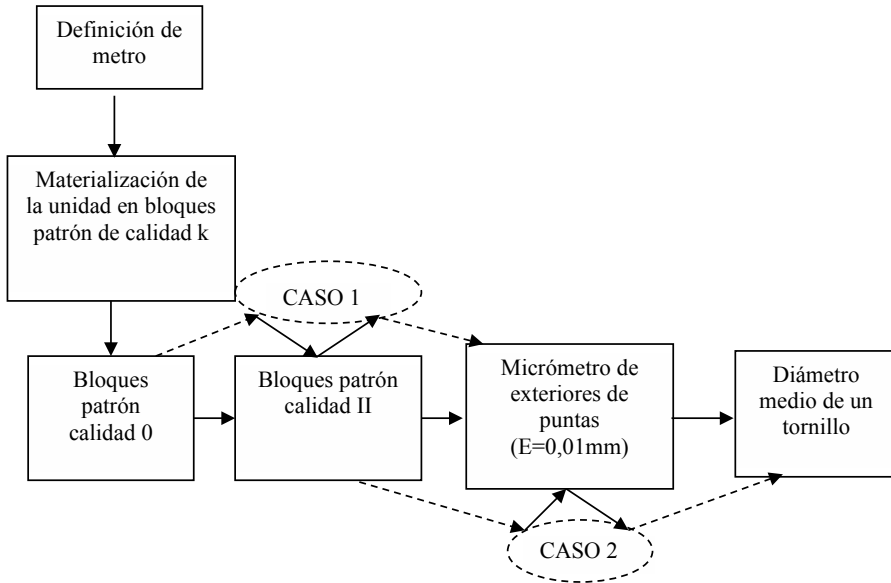 Definición de
metro
Materialización de
la unidad en bloques
patrón de calidad k
CASO 1
Bloques
patrón
calidad 0
Bloques patrón
calidad II
Micrómetro de
exteriores de
puntas
(E=0,01mm)
Diámetro
medio de un
tornillo
CASO 2